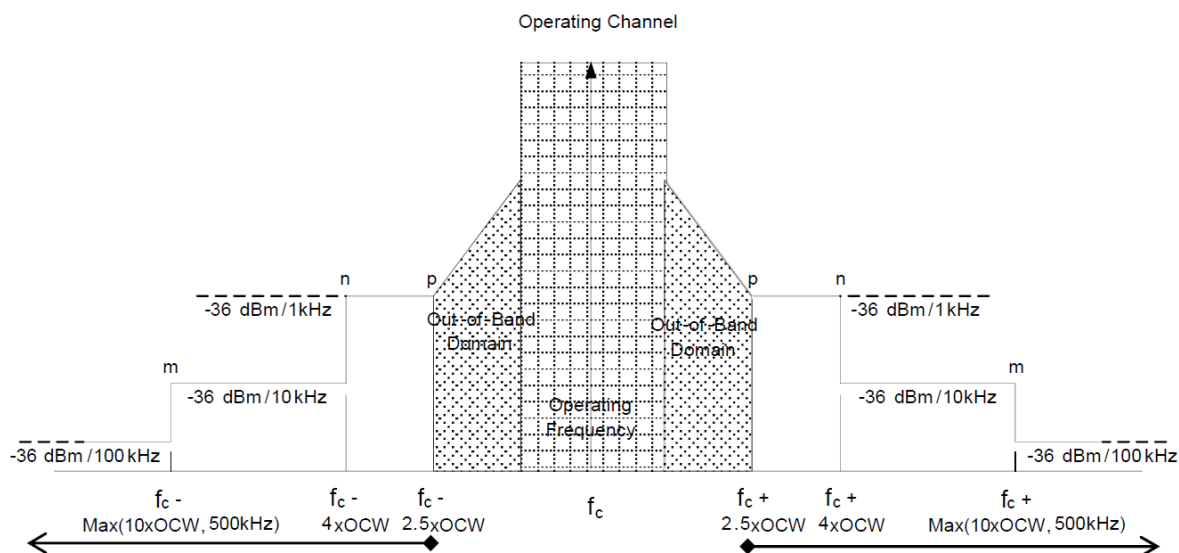 Operating Channel
n
p
p
n
-36 dBm/1kHz
-36 dBm/1kHz
Out-of-Band
Domain
Out-of-Band
Domain
m
m
-36 dBm/10kHz
-36 dBm/10kHz
Operating
Frequency
-36 dBm/100kHz
-36 dBm/100kHz
fc -
Max(10xOCW, 500kHz)
fc -
4xOCW
fc -
2.5xOCW
fc
fc +
2.5xOCW
fc +
4xOCW
fc +
Max(10xOCW, 500kHz)